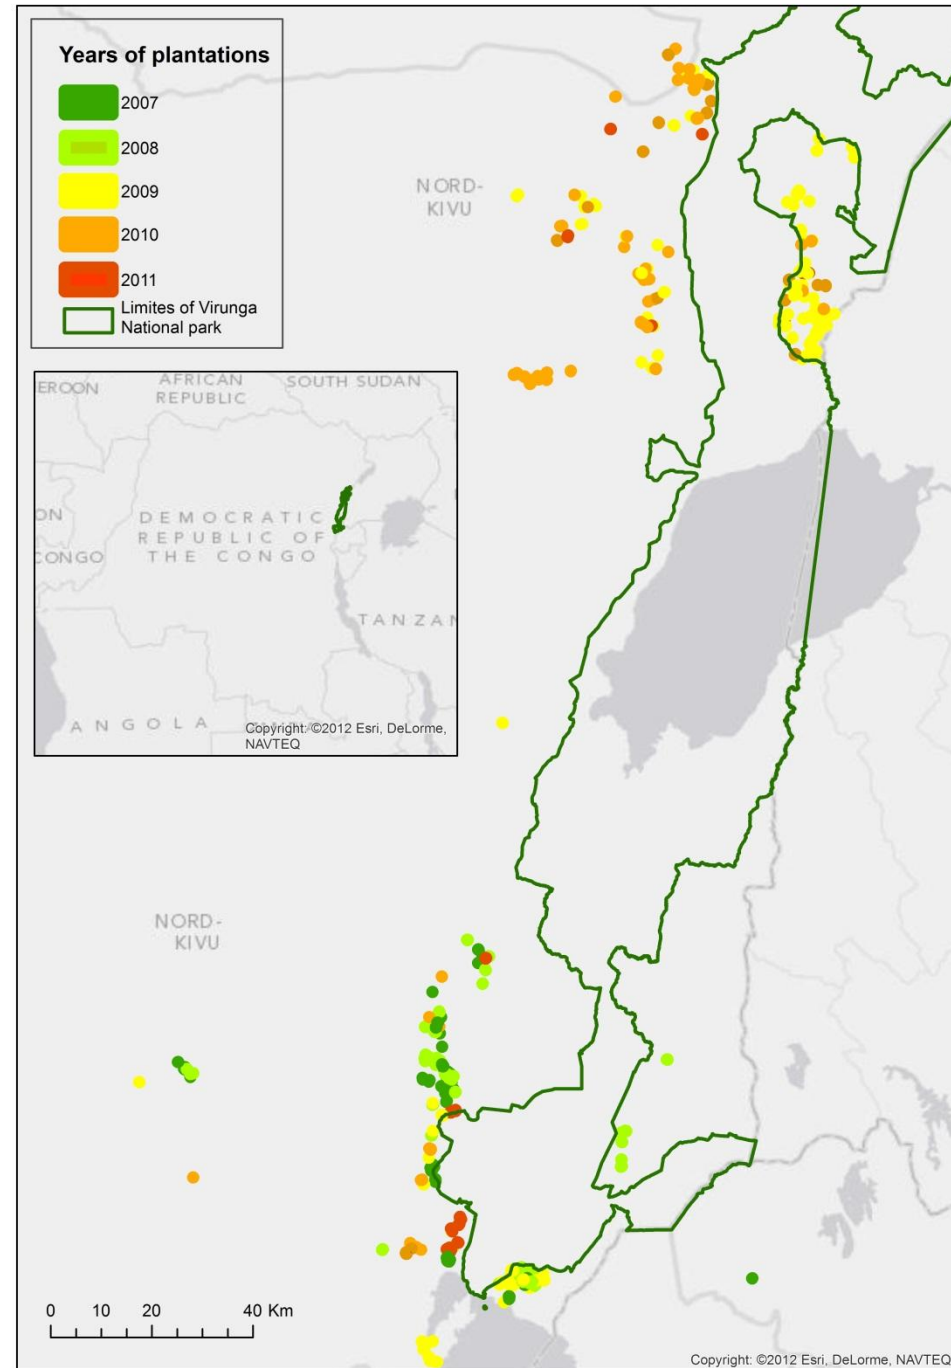 Years of plantations
2007
2008
2009
2010
2011
Limites of Virunga
National park
NORD-
KIVU
AFRICAN
REPUBLIC
SOUTH SUDAN
EROON
ON
CONGO
DEMOCRATIC
REPUBLIC OF
THE CONGO
TANZAN
ANGOLA
Copyright: ©2012 Esri, DeLorme,
NAVTEQ
NORD-
KIVU
0 10 20 40 Km
Copyright: ©2012 Esri, DeLorme, NAVTEQ